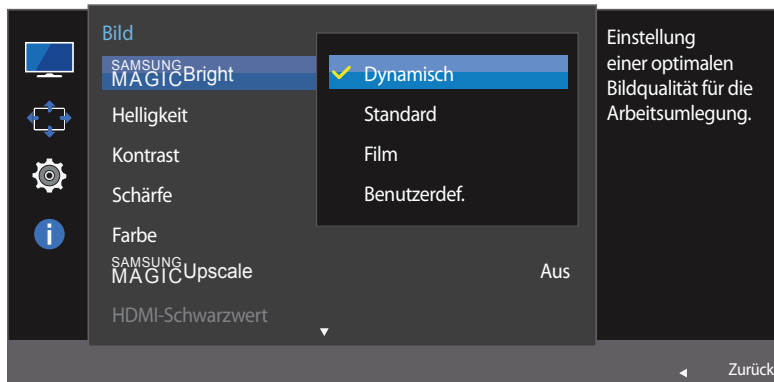 Bild
SAMSUNG
MAGICBright
Helligkeit
Kontrast
Schärfe
Farbe
SAMSUNG
MAGICUpscale Aus
HDMI-Schwarzwert
Dynamisch
Standard
Film
Benutzerdef.
Einstellung
einer optimalen
Bildqualität für die
Arbeitsumlegung.
Zurück